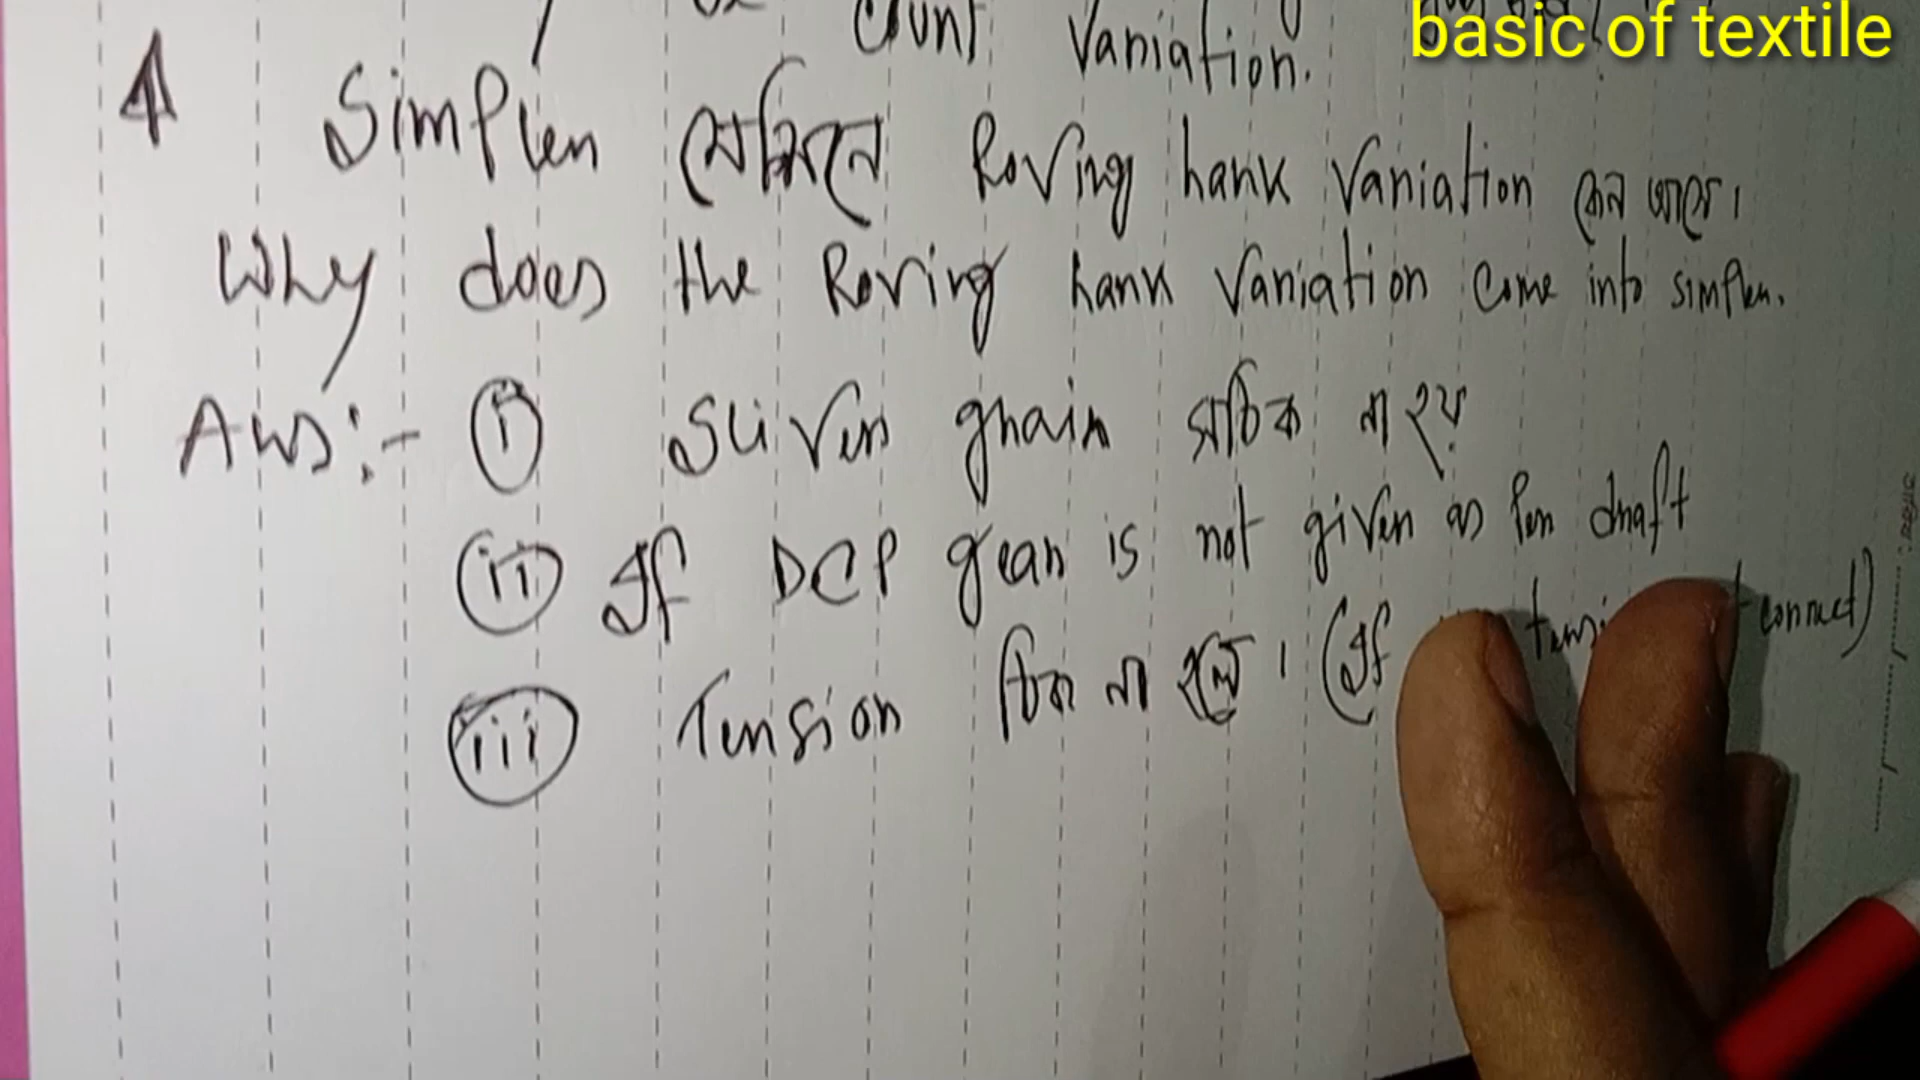 basic of textile
Count Variation.
4 Simplex মেশিনে Roving hank Variation কেন আসে।
Why does the Roving hank Variation come into simplex.
Ans:- (i) Sliver grain সঠিক না হয়
(ii) If DCP gear is not given as per draft
(iii) Tension ঠিক না হলে। (If correct)